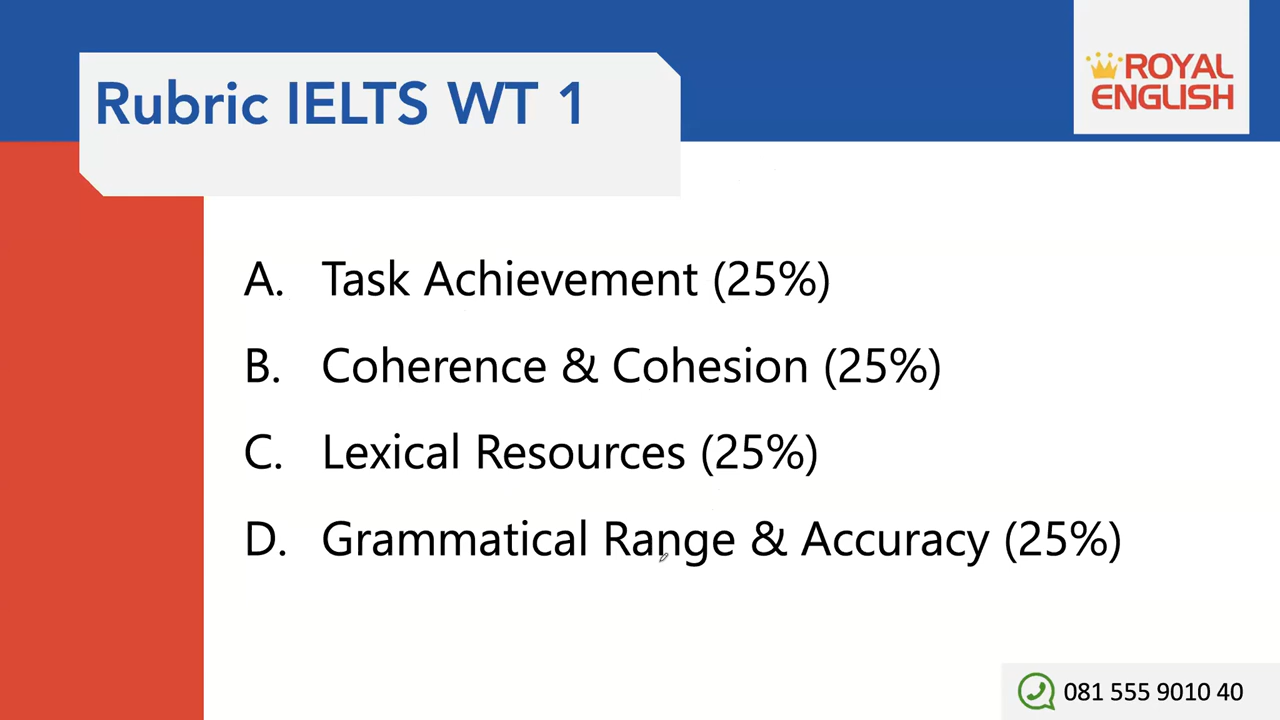 Rubric IELTS WT 1
ROYAL
ENGLISH
A. Task Achievement (25%)
B. Coherence & Cohesion (25%)
C. Lexical Resources (25%)
D. Grammatical Range & Accuracy (25%)
081 555 9010 40